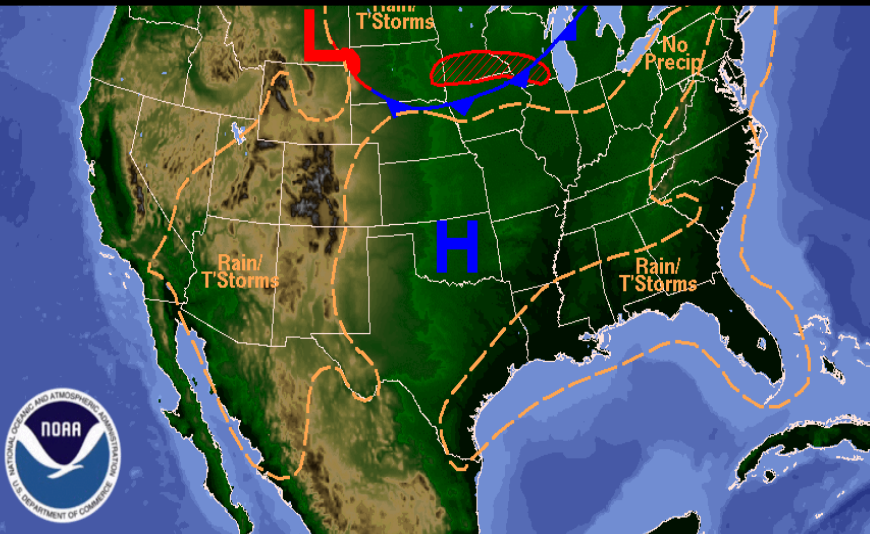 L
Rain/
T'Storms
No
Precip
H
Rain/
T'Storms
Rain/
T'Storms
NATIONAL OCEANIC AND ATMOSPHERIC ADMINISTRATION
NOAA
U.S. DEPARTMENT OF COMMERCE